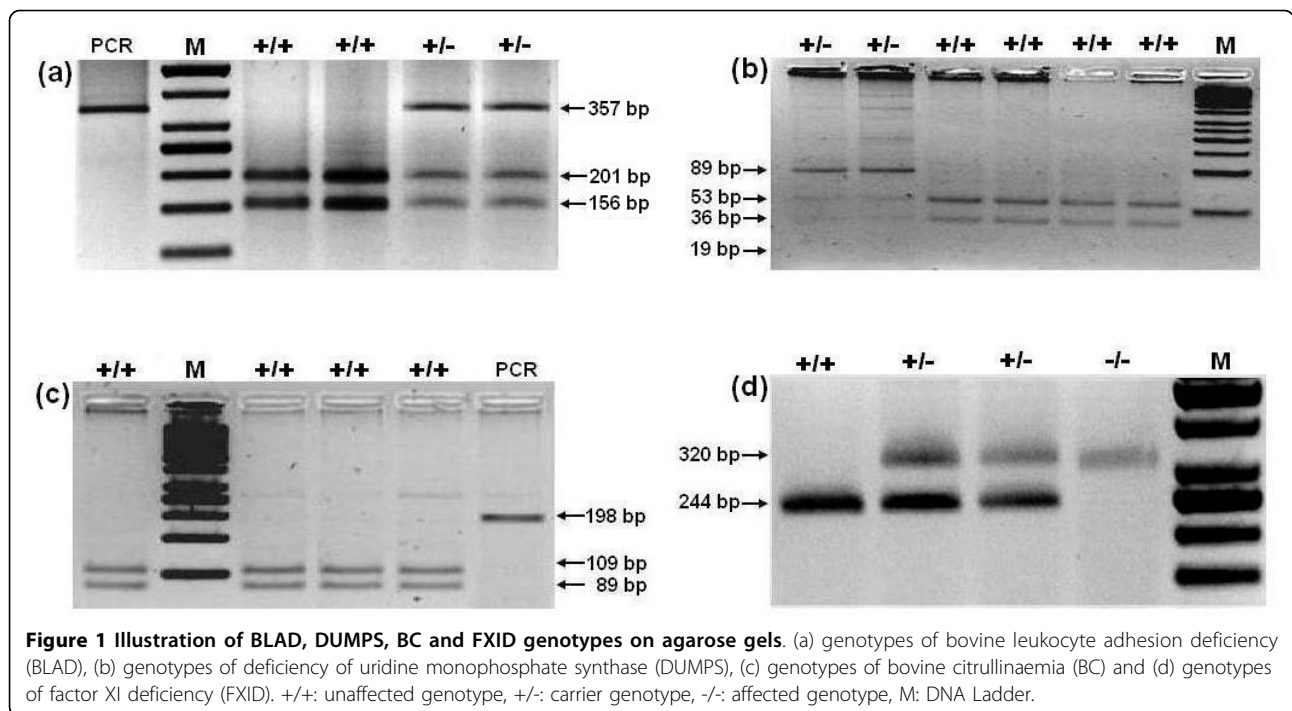 PCR M +/+ +/+ +/- +/-
(a)
357 bp
201 bp
156 bp
+/- +/- +/+ +/+ +/+ +/+ M
(b)
89 bp
53 bp
36 bp
19 bp
+/+ M +/+ +/+ +/+ PCR
(c)
198 bp
109 bp
89 bp
+/+ +/- +/- -/- M
(d)
320 bp
244 bp
Figure 1 Illustration of BLAD, DUMPS, BC and FXID genotypes on agarose gels. (a) genotypes of bovine leukocyte adhesion deficiency
(BLAD), (b) genotypes of deficiency of uridine monophosphate synthase (DUMPS), (c) genotypes of bovine citrullinaemia (BC) and (d) genotypes
of factor XI deficiency (FXID). +/+: unaffected genotype, +/-: carrier genotype, -/-: affected genotype, M: DNA Ladder.